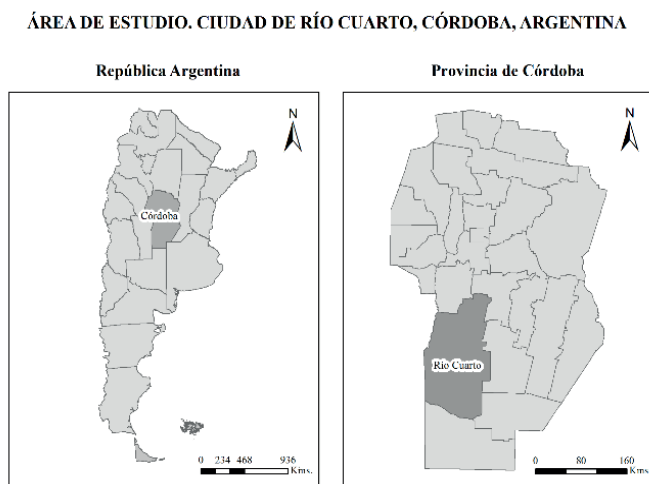 ÁREA DE ESTUDIO. CIUDAD DE RÍO CUARTO, CÓRDOBA, ARGENTINA
República Argentina
N
Córdoba
0 234 468 936
Kms.
Provincia de Córdoba
N
Río Cuarto
0 80 160
Kms.